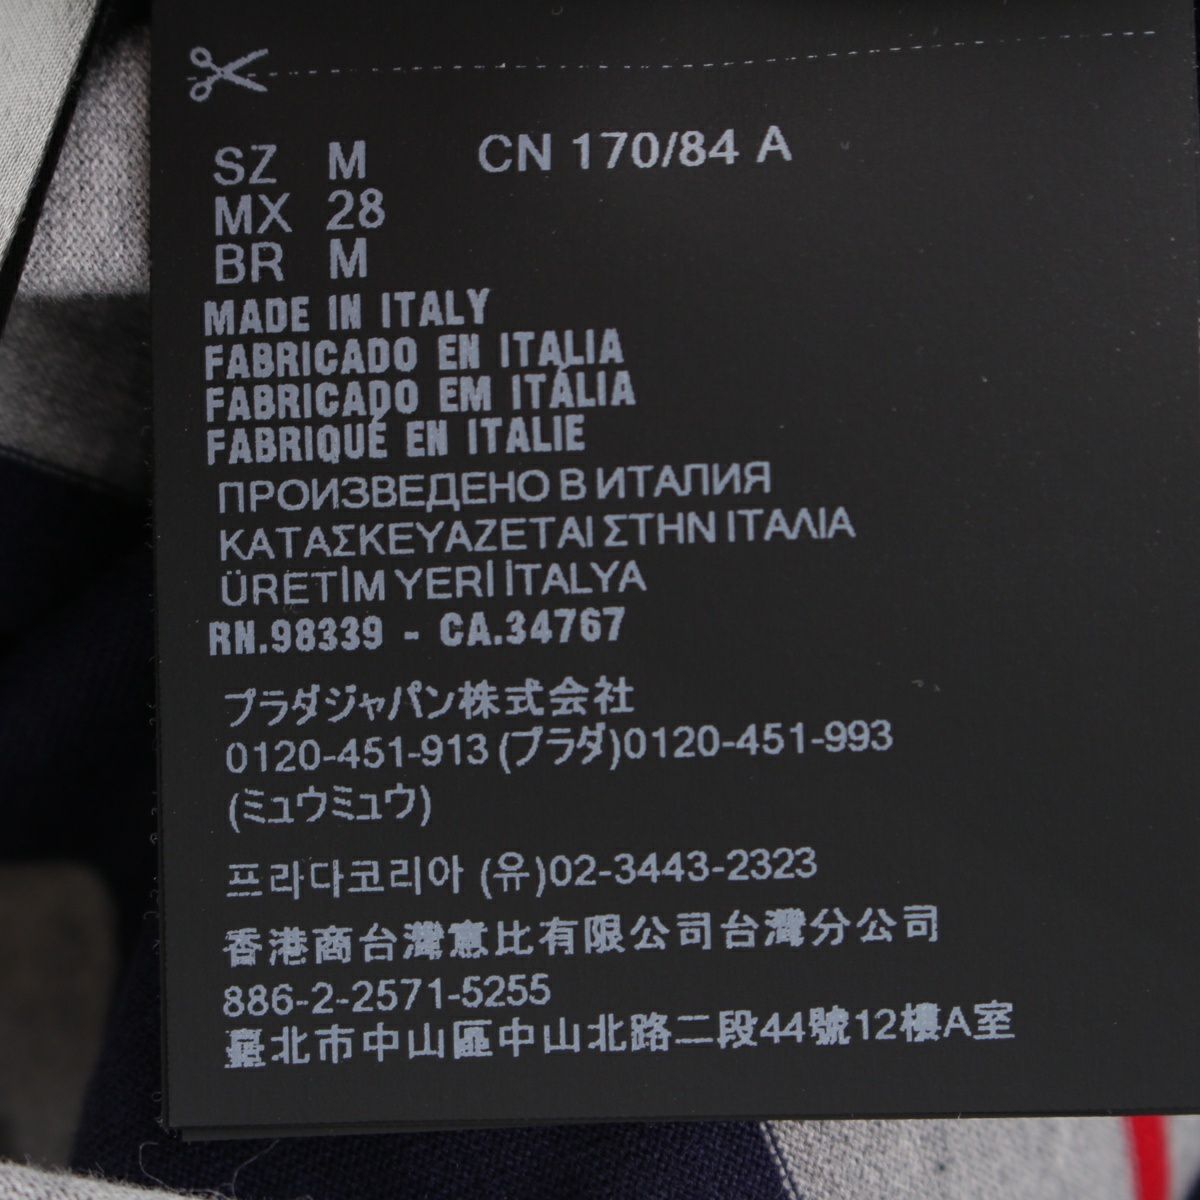 SZ M CN 170/84 A
MX 28
BR M
MADE IN ITALY
FABRICADO EN ITALIA
FABRICADO EM ITÁLIA
FABRIQUÉ EN ITALIE
ПРОИЗВЕДЕНО В ИТАЛИЯ
ΚΑΤΑΣΚΕΥΑΖΕΤΑΙ ΣΤΗΝ ΙΤΑΛΙΑ
ÜRETİM YERİ İTALYA
RN.98339 - CA.34767
プラダジャパン株式会社
0120-451-913 (プラダ)0120-451-993
(ミュウミュウ)
프라다코리아 (유)02-3443-2323
香港商台灣意比有限公司台灣分公司
886-2-2571-5255
臺北市中山區中山北路二段44號12樓A室